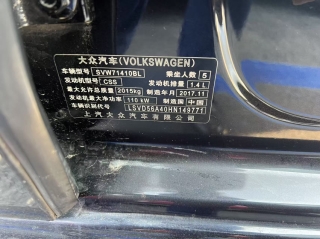 大众汽车(VOLKSWAGEN)
车辆型号 SVW71410BL 乘坐人数 5
发动机型号 CSS 发动机排量 1.4 L
最大允许总质量 2015kg 制造年月 2017.11
发动机最大净功率 110 kW 制造国 中国
车辆识别代号 LSVD56A40HN149771
上汽大众汽车有限公司